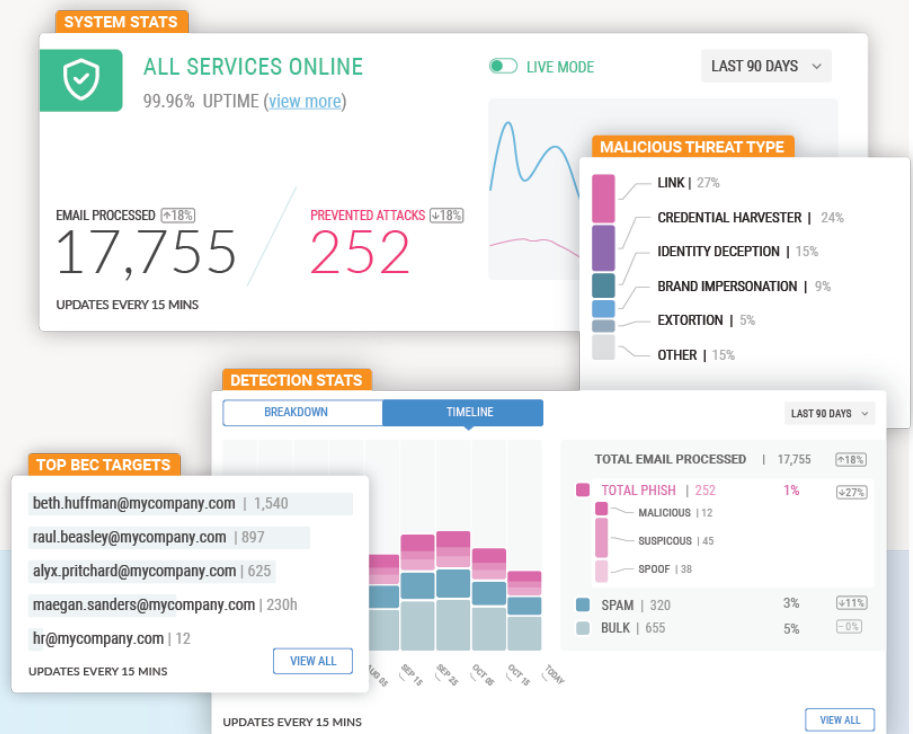 SYSTEM STATS
ALL SERVICES ONLINE
99.96% UPTIME (view more)
LIVE MODE
LAST 90 DAYS
EMAIL PROCESSED ↑18%
17,755
PREVENTED ATTACKS ↓18%
252
UPDATES EVERY 15 MINS
MALICIOUS THREAT TYPE
LINK | 27%
CREDENTIAL HARVESTER | 24%
IDENTITY DECEPTION | 15%
BRAND IMPERSONATION | 9%
EXTORTION | 5%
OTHER | 15%
DETECTION STATS
BREAKDOWN
TIMELINE
LAST 90 DAYS
TOTAL EMAIL PROCESSED | 17,755 ↑18%
TOTAL PHISH | 252 1% ↓27%
MALICIOUS | 12
SUSPICOUS | 45
SPOOF | 38
SPAM | 320 3% ↓11%
BULK | 655 5% –0%
AUG 05
SEP 15
SEP 25
OCT 05
OCT 15
TODAY
UPDATES EVERY 15 MINS
VIEW ALL
TOP BEC TARGETS
beth.huffman@mycompany.com | 1,540
raul.beasley@mycompany.com | 897
alyx.pritchard@mycompany.com | 625
maegan.sanders@mycompany.com | 230h
hr@mycompany.com | 12
UPDATES EVERY 15 MINS
VIEW ALL